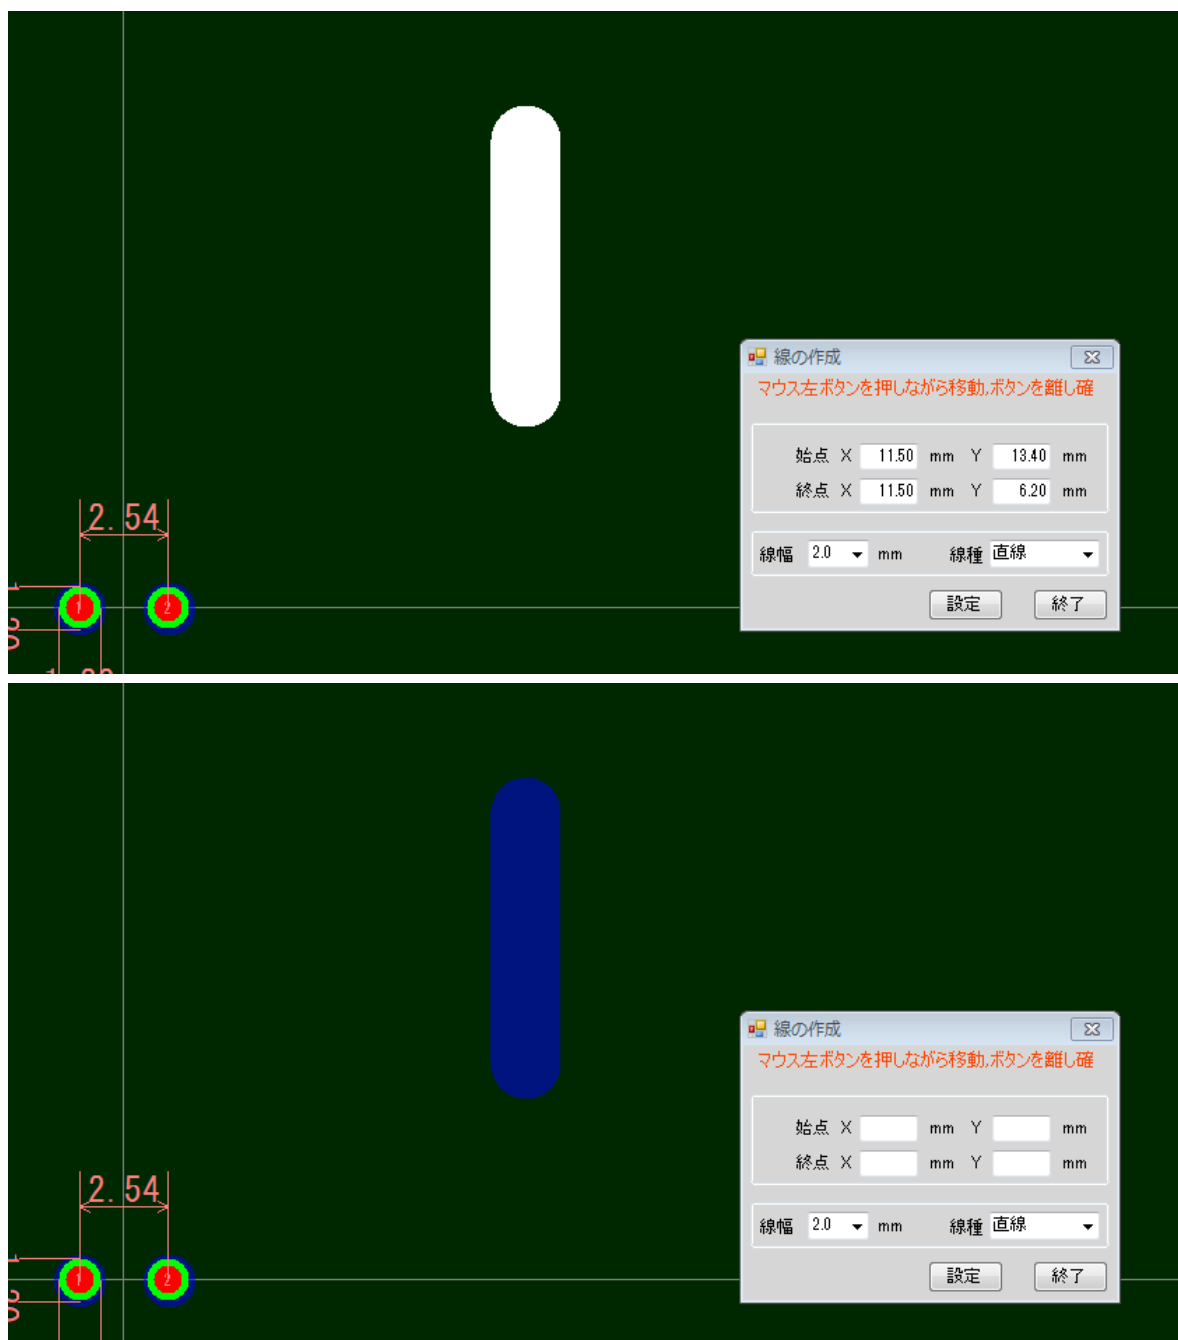 線の作成
マウス左ボタンを押しながら移動,ボタンを離し確
始点 X 11.50 mm Y 13.40 mm
終点 X 11.50 mm Y 6.20 mm
2.54
線幅 2.0 mm 線種 直線
設定 終了
1 2
線の作成
マウス左ボタンを押しながら移動,ボタンを離し確
始点 X mm Y mm
終点 X mm Y mm
2.54
線幅 2.0 mm 線種 直線
設定 終了
1 2